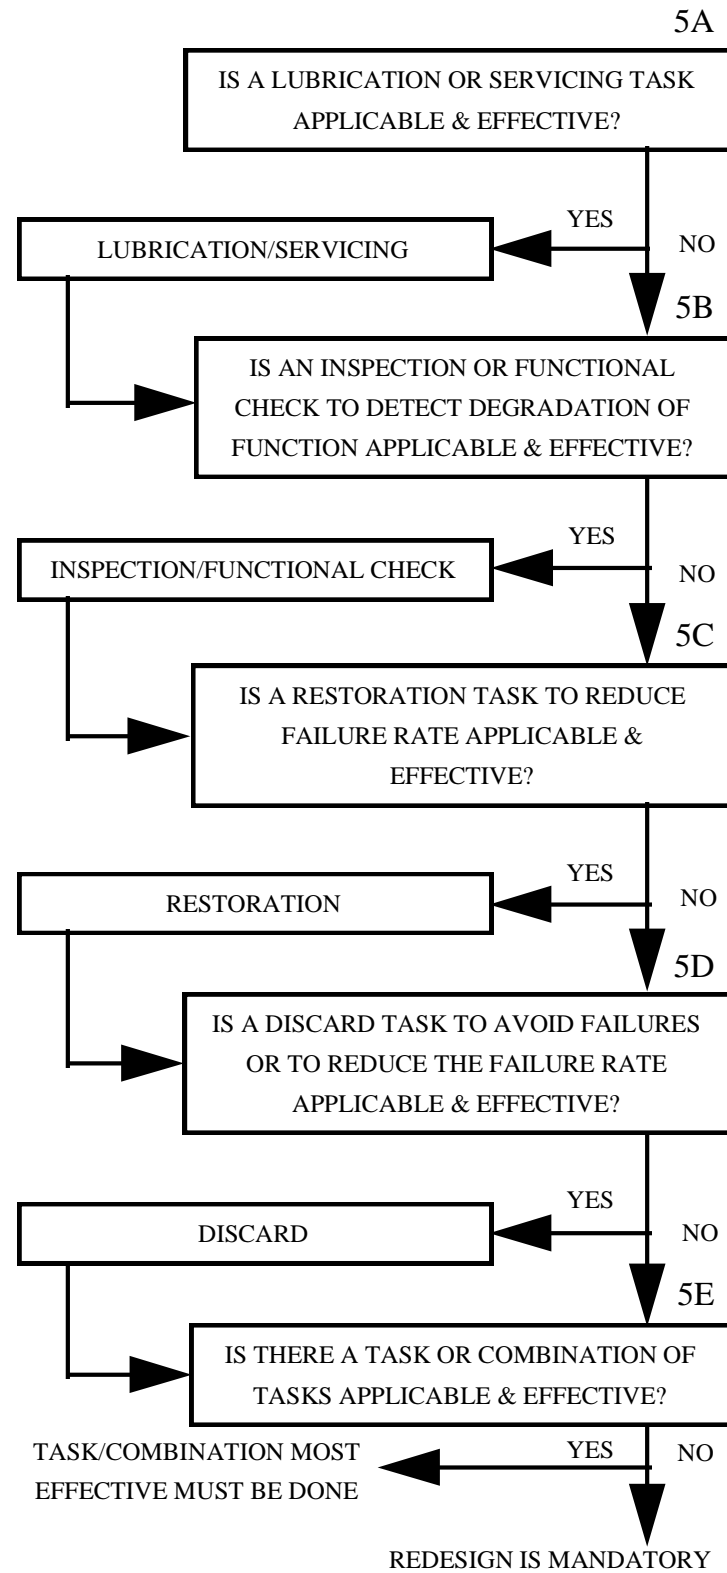 5A
IS A LUBRICATION OR SERVICING TASK
APPLICABLE & EFFECTIVE?
YES
NO
LUBRICATION/SERVICING
5B
IS AN INSPECTION OR FUNCTIONAL
CHECK TO DETECT DEGRADATION OF
FUNCTION APPLICABLE & EFFECTIVE?
YES
NO
INSPECTION/FUNCTIONAL CHECK
5C
IS A RESTORATION TASK TO REDUCE
FAILURE RATE APPLICABLE &
EFFECTIVE?
YES
NO
RESTORATION
5D
IS A DISCARD TASK TO AVOID FAILURES
OR TO REDUCE THE FAILURE RATE
APPLICABLE & EFFECTIVE?
YES
NO
DISCARD
5E
IS THERE A TASK OR COMBINATION OF
TASKS APPLICABLE & EFFECTIVE?
YES
NO
TASK/COMBINATION MOST
EFFECTIVE MUST BE DONE
REDESIGN IS MANDATORY